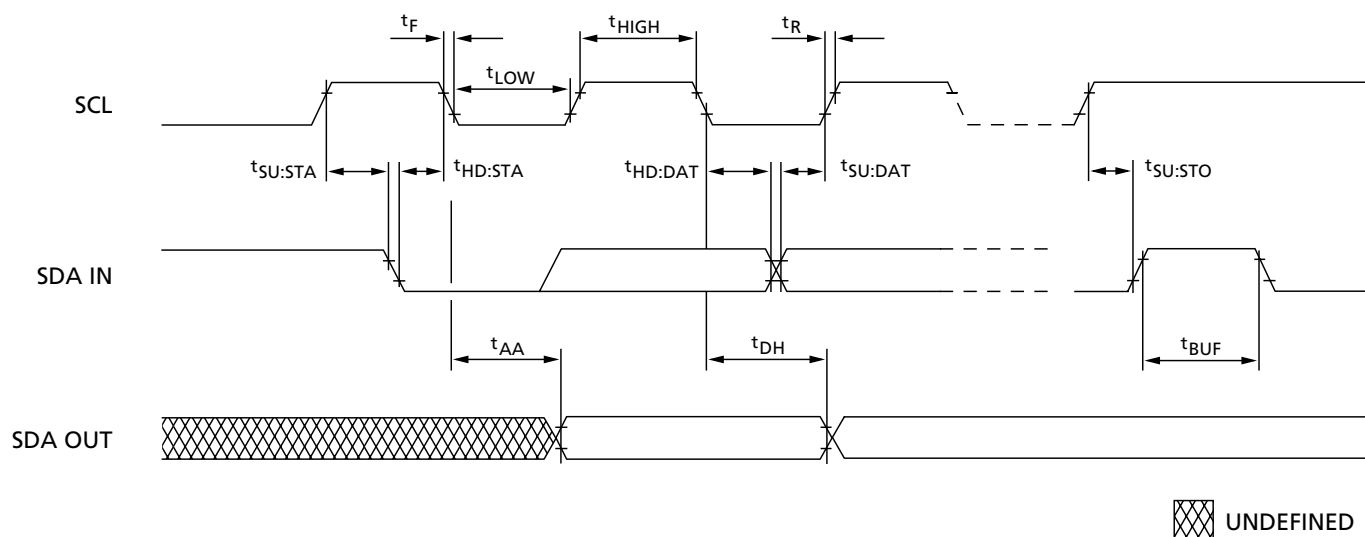 tF
tHIGH
tR
tLOW
SCL
tSU:STA
tHD:STA
tHD:DAT
tSU:DAT
tSU:STO
SDA IN
tAA
tDH
tBUF
SDA OUT
UNDEFINED